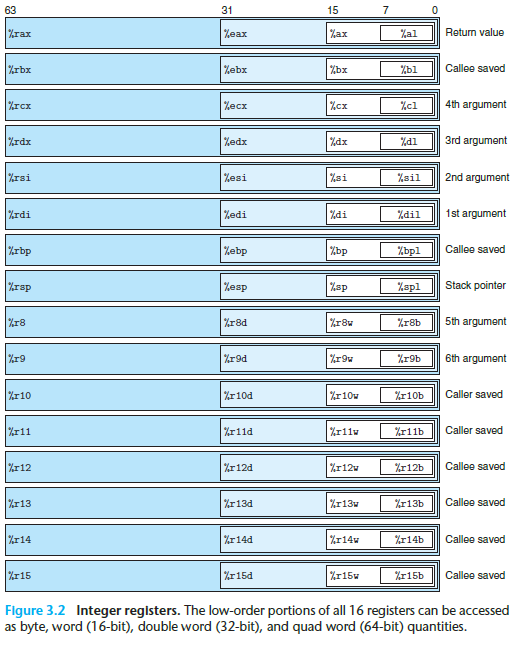 63 31 15 7 0
%rax %eax %ax %al Return value
%rbx %ebx %bx %bl Callee saved
%rcx %ecx %cx %cl 4th argument
%rdx %edx %dx %dl 3rd argument
%rsi %esi %si %sil 2nd argument
%rdi %edi %di %dil 1st argument
%rbp %ebp %bp %bpl Callee saved
%rsp %esp %sp %spl Stack pointer
%r8 %r8d %r8w %r8b 5th argument
%r9 %r9d %r9w %r9b 6th argument
%r10 %r10d %r10w %r10b Caller saved
%r11 %r11d %r11w %r11b Caller saved
%r12 %r12d %r12w %r12b Callee saved
%r13 %r13d %r13w %r13b Callee saved
%r14 %r14d %r14w %r14b Callee saved
%r15 %r15d %r15w %r15b Callee saved
Figure 3.2 Integer registers. The low-order portions of all 16 registers can be accessed
as byte, word (16-bit), double word (32-bit), and quad word (64-bit) quantities.